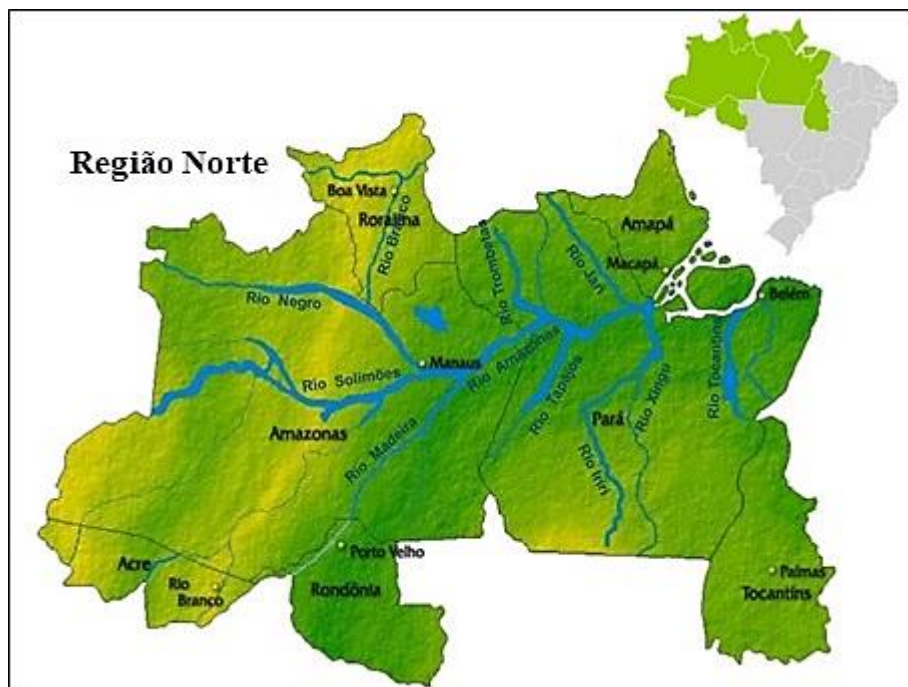 Região Norte
Boa Vista
Roraima
Rio Branco
Rio Trombetas
Rio Jari
Amapá
Macapá
Belém
Rio Negro
Manaus
Rio Amazonas
Rio Solimões
Amazonas
Rio Madeira
Rio Tapajós
Pará
Rio Xingu
Rio Iriri
Rio Tocantins
Acre
Rio
Branco
Porto Velho
Rondônia
Palmas
Tocantins